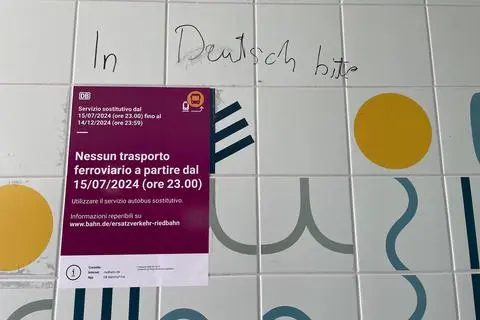 In Deutsch bitte
DB
Servizio sostitutivo dal
15/07/2024 (ore 23.00) fino al
14/12/2024 (ore 23:59)
Nessun trasporto
ferroviario a partire dal
15/07/2024 (ore 23.00)
Utilizzare il servizio autobus sostitutivo.
Informazioni reperibili su
www.bahn.de/ersatzverkehr-riedbahn